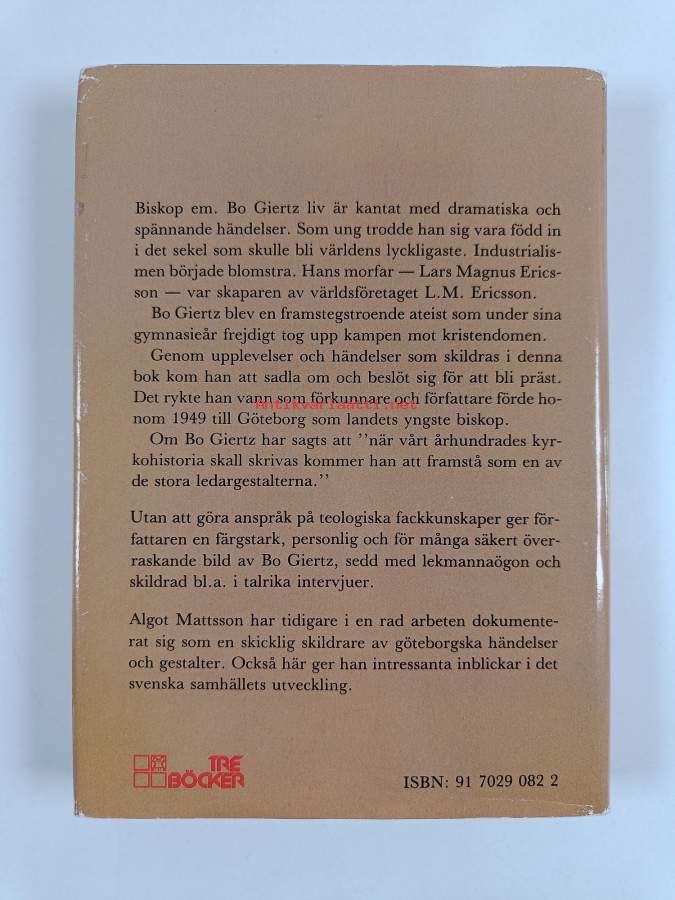 Biskop em. Bo Giertz liv är kantat med dramatiska och
spännande händelser. Som ung trodde han sig vara född in
i det sekel som skulle bli världens lyckligaste. Industrialis-
men började blomstra. Hans morfar — Lars Magnus Erics-
son — var skaparen av världsföretaget L.M. Ericsson.
Bo Giertz blev en framstegstroende ateist som under sina
gymnasieår frejdigt tog upp kampen mot kristendomen.
Genom upplevelser och händelser som skildras i denna
bok kom han att sadla om och beslöt sig för att bli präst.
Det rykte han vann som förkunnare och författare förde ho-
Antikvariaatti.net
nom 1949 till Göteborg som landets yngste biskop.
Om Bo Giertz har sagts att ''när vårt århundrades kyr-
kohistoria skall skrivas kommer han att framstå som en av
de stora ledargestalterna.''
Utan att göra anspråk på teologiska fackkunskaper ger för-
fattaren en färgstark, personlig och för många säkert över-
raskande bild av Bo Giertz, sedd med lekmannaögon och
skildrad bl.a. i talrika intervjuer.
Algot Mattsson har tidigare i en rad arbeten dokumente-
rat sig som en skicklig skildrare av göteborgska händelser
och gestalter. Också här ger han intressanta inblickar i det
svenska samhällets utveckling.
TRE
BÖCKER
ISBN: 91 7029 082 2